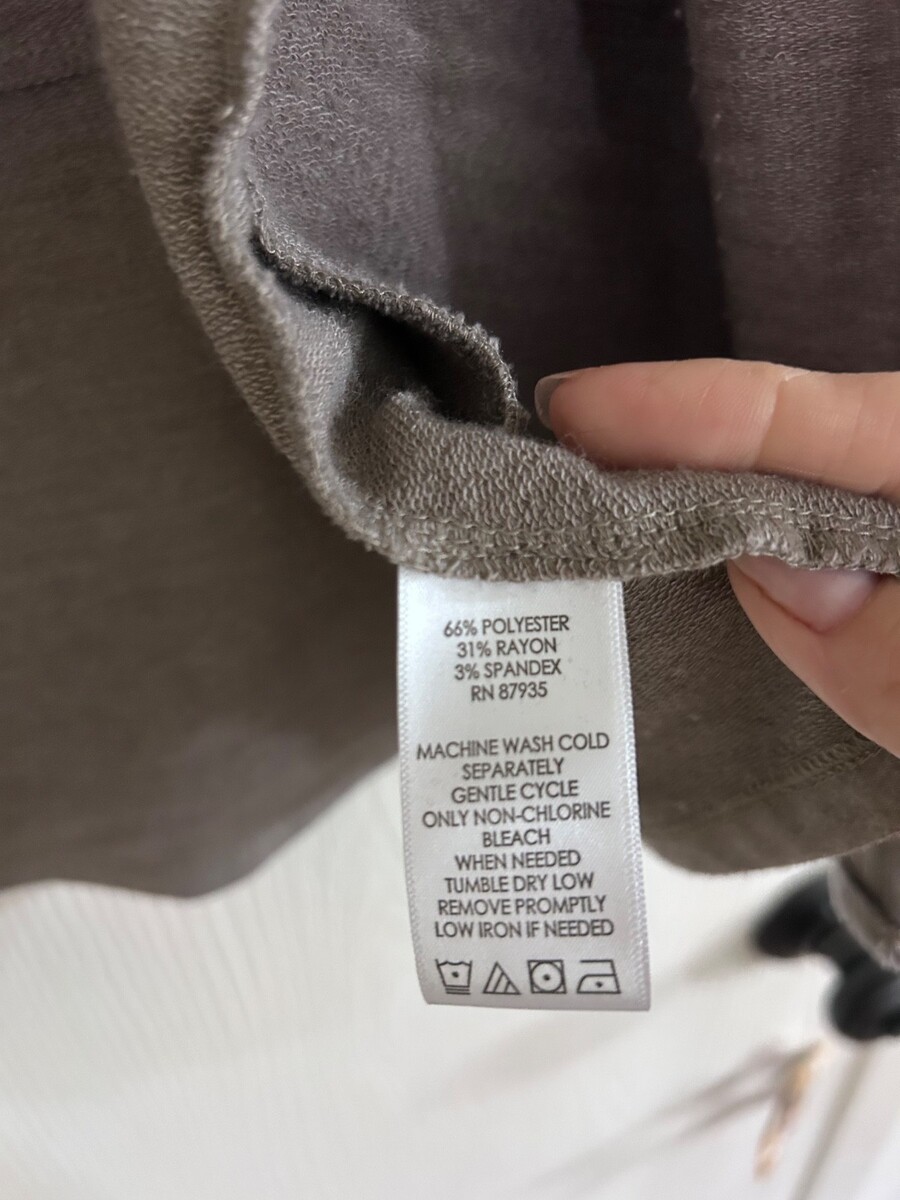 66% POLYESTER
31% RAYON
3% SPANDEX
RN 87935
MACHINE WASH COLD
SEPARATELY
GENTLE CYCLE
ONLY NON-CHLORINE
BLEACH
WHEN NEEDED
TUMBLE DRY LOW
REMOVE PROMPTLY
LOW IRON IF NEEDED